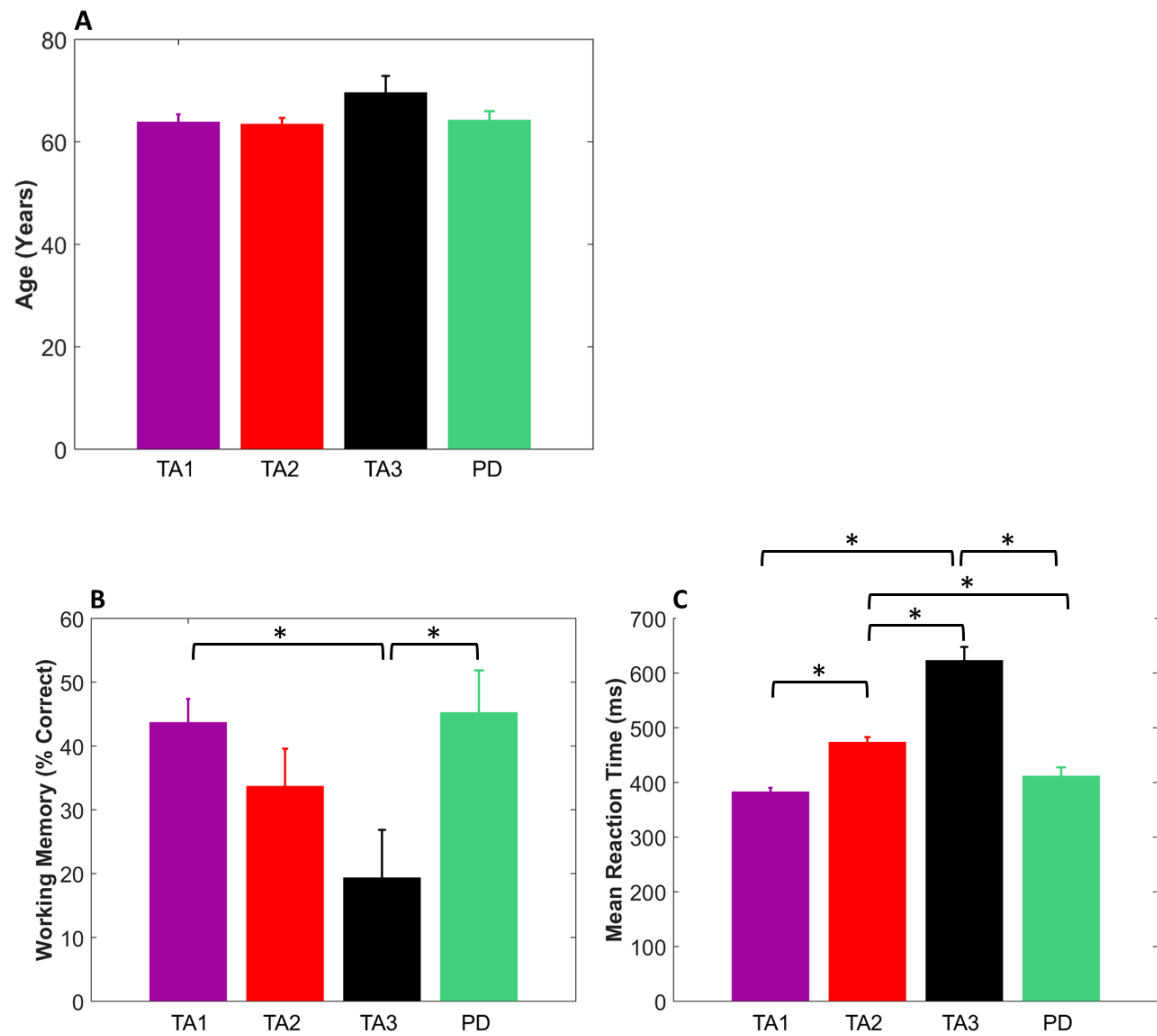 A
80
60
40
20
0
Age (Years)
TA1 TA2 TA3 PD
B
60
50
40
30
20
10
0
Working Memory (% Correct)
* *
TA1 TA2 TA3 PD
C
* *
*
*
*
700
600
500
400
300
200
100
0
Mean Reaction Time (ms)
TA1 TA2 TA3 PD